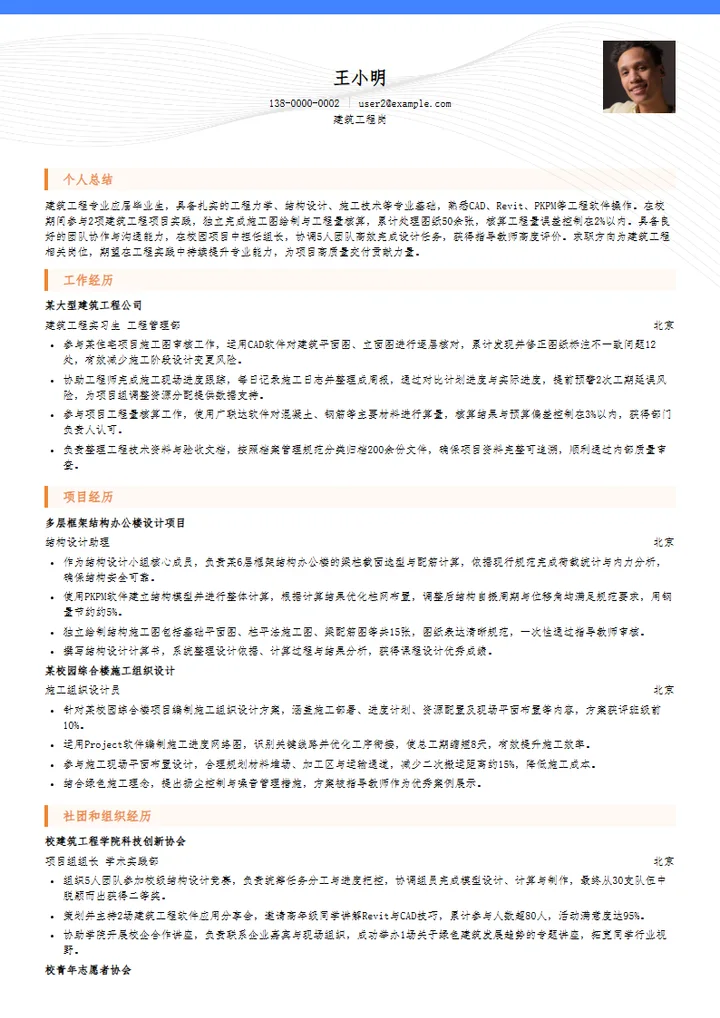 王小明
138-0000-0002 | user2@example.com
建筑工程岗
个人总结
建筑工程专业应届毕业生，具备扎实的工程力学、结构设计、施工技术等专业基础，熟悉CAD、Revit、PKPM等工程软件操作。在校
期间参与2项建筑工程项目实践，独立完成施工图绘制与工程量核算，累计处理图纸50余张，核算工程量误差控制在2%以内。具备良
好的团队协作与沟通能力，在校园项目中担任组长，协调5人团队高效完成设计任务，获得指导教师高度评价。求职方向为建筑工程
相关岗位，期望在工程实践中持续提升专业能力，为项目高质量交付贡献力量。
工作经历
某大型建筑工程公司
建筑工程实习生 工程管理部 北京
• 参与某住宅项目施工图审核工作，运用CAD软件对建筑平面图、立面图进行逐层核对，累计发现并修正图纸标注不一致问题12
处，有效减少施工阶段设计变更风险。
• 协助工程师完成施工现场进度跟踪，每日记录施工日志并整理成周报，通过对比计划进度与实际进度，提前预警2次工期延误风
险，为项目组调整资源分配提供数据支持。
• 参与项目工程量核算工作，使用广联达软件对混凝土、钢筋等主要材料进行算量，核算结果与预算偏差控制在3%以内，获得部门
负责人认可。
• 负责整理工程技术资料与验收文档，按照档案管理规范分类归档200余份文件，确保项目资料完整可追溯，顺利通过内部质量审
查。
项目经历
多层框架结构办公楼设计项目
结构设计助理 北京
• 作为结构设计小组核心成员，负责某6层框架结构办公楼的梁柱截面选型与配筋计算，依据现行规范完成荷载统计与内力分析，
确保结构安全可靠。
• 使用PKPM软件建立结构模型并进行整体计算，根据计算结果优化柱网布置，调整后结构自振周期与位移角均满足规范要求，用钢
量节约约5%。
• 独立绘制结构施工图包括基础平面图、柱平法施工图、梁配筋图等共15张，图纸表达清晰规范，一次性通过指导教师审核。
• 撰写结构设计计算书，系统整理设计依据、计算过程与结果分析，获得课程设计优秀成绩。
某校园综合楼施工组织设计
施工组织设计员 北京
• 针对某校园综合楼项目编制施工组织设计方案，涵盖施工部署、进度计划、资源配置及现场平面布置等内容，方案获评班级前
10%。
• 运用Project软件编制施工进度网络图，识别关键线路并优化工序衔接，使总工期缩短8天，有效提升施工效率。
• 参与施工现场平面布置设计，合理规划材料堆场、加工区与运输通道，减少二次搬运距离约15%，降低施工成本。
• 结合绿色施工理念，提出扬尘控制与噪音管理措施，方案被指导教师作为优秀案例展示。
社团和组织经历
校建筑工程学院科技创新协会
项目组组长 学术实践部 北京
• 组织5人团队参加校级结构设计竞赛，负责统筹任务分工与进度把控，协调组员完成模型设计、计算与制作，最终从30支队伍中
脱颖而出获得二等奖。
• 策划并主持2场建筑工程软件应用分享会，邀请高年级同学讲解Revit与CAD技巧，累计参与人数超80人，活动满意度达95%。
• 协助学院开展校企合作讲座，负责联系企业嘉宾与现场组织，成功举办1场关于绿色建筑发展趋势的专题讲座，拓宽同学行业视
野。
校青年志愿者协会